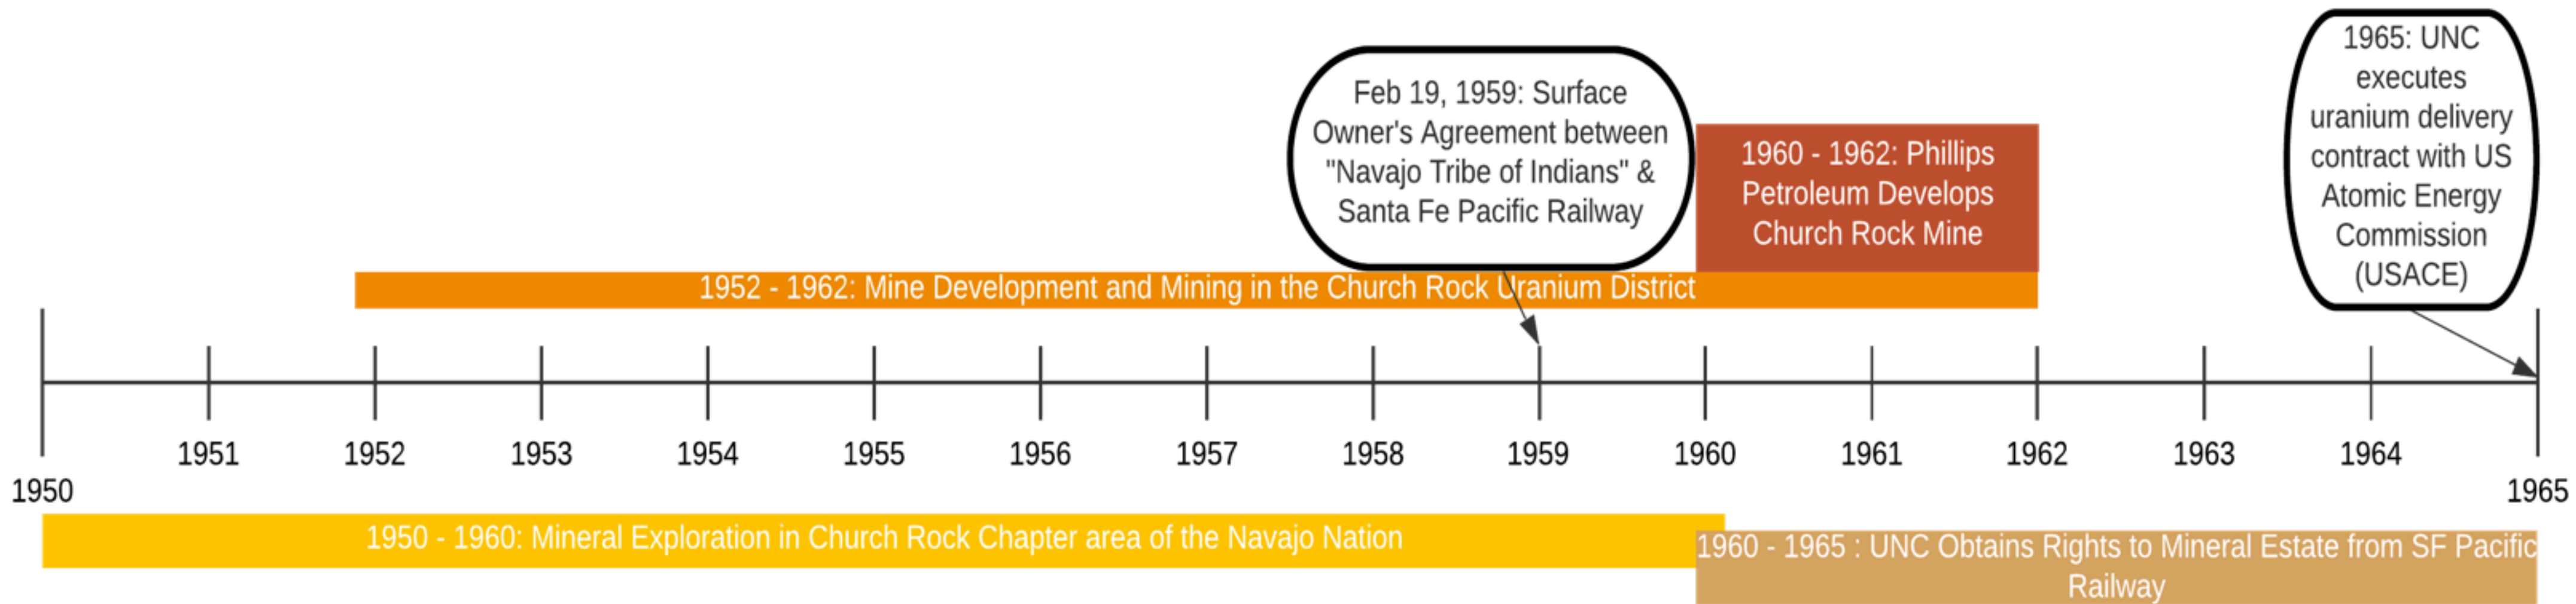 1965: UNC
executes
uranium delivery
contract with US
Atomic Energy
Commission
(USACE)
Feb 19, 1959: Surface
Owner's Agreement between
"Navajo Tribe of Indians" &
Santa Fe Pacific Railway
1960 - 1962: Phillips
Petroleum Develops
Church Rock Mine
1952 - 1962: Mine Development and Mining in the Church Rock Uranium District
1950 1951 1952 1953 1954 1955 1956 1957 1958 1959 1960 1961 1962 1963 1964 1965
1950 - 1960: Mineral Exploration in Church Rock Chapter area of the Navajo Nation
1960 - 1965 : UNC Obtains Rights to Mineral Estate from SF Pacific
Railway